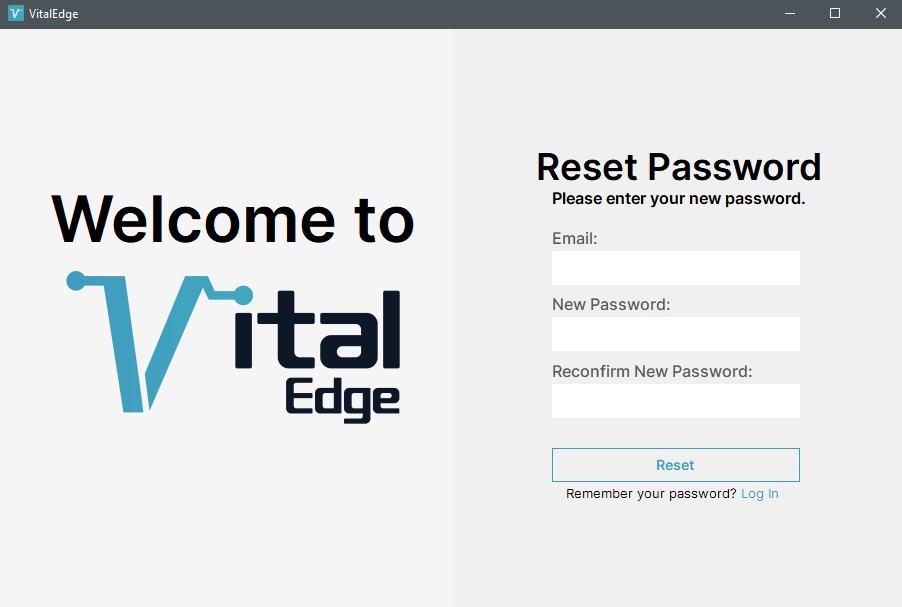 VitalEdge
Welcome to
Vital
Edge
Reset Password
Please enter your new password.
Email:
New Password:
Reconfirm New Password:
Reset
Remember your password? Log In